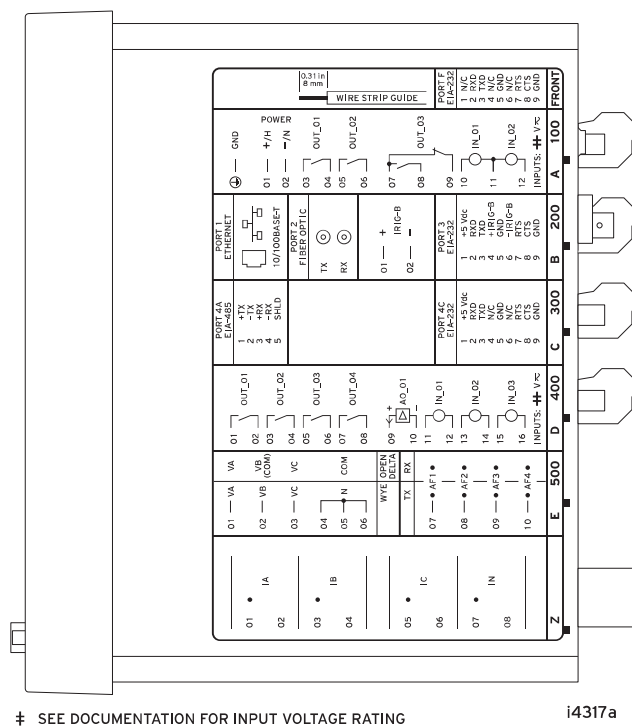 0.31 in
8 mm
WIRE STRIP GUIDE
PORT F
EIA-232
1 N/C
2 RXD
3 TXD
4 N/C
5 GND
6 N/C
7 RTS
8 CTS
9 GND
FRONT
GND
POWER
01 +/H
02 -/N
OUT_01
03
04
OUT_02
05
06
OUT_03
07
08
09
IN_01
10
11
IN_02
12
INPUTS: ‡ V
A 100
PORT 1
ETHERNET
10/100BASE-T
PORT 2
FIBER OPTIC
TX
RX
01 +
IRIG-B
02 -
PORT 3
EIA-232
1 +5 Vdc
2 RXD
3 TXD
4 +IRIG-B
5 GND
6 -IRIG-B
7 RTS
8 CTS
9 GND
B 200
PORT 4A
EIA-485
1 +TX
2 -TX
3 +RX
4 -RX
5 SHLD
PORT 4C
EIA-232
1 +5 Vdc
2 RXD
3 TXD
4 N/C
5 GND
6 N/C
7 RTS
8 CTS
9 GND
C 300
01
02
OUT_01
03
04
OUT_02
05
06
OUT_03
07
08
OUT_04
09 +
AO_01
10 -
11
12
IN_01
13
14
IN_02
15
16
IN_03
INPUTS: ‡ V
D 400
01 VA VA
02 VB VB
(COM)
03 VC VC
04
05 N COM
06
WYE OPEN
DELTA
TX RX
07 AF1
08 AF2
09 AF3
10 AF4
E 500
01
02
IA
03
04
IB
05
06
IC
07
08
IN
Z
‡ SEE DOCUMENTATION FOR INPUT VOLTAGE RATING
i4317a